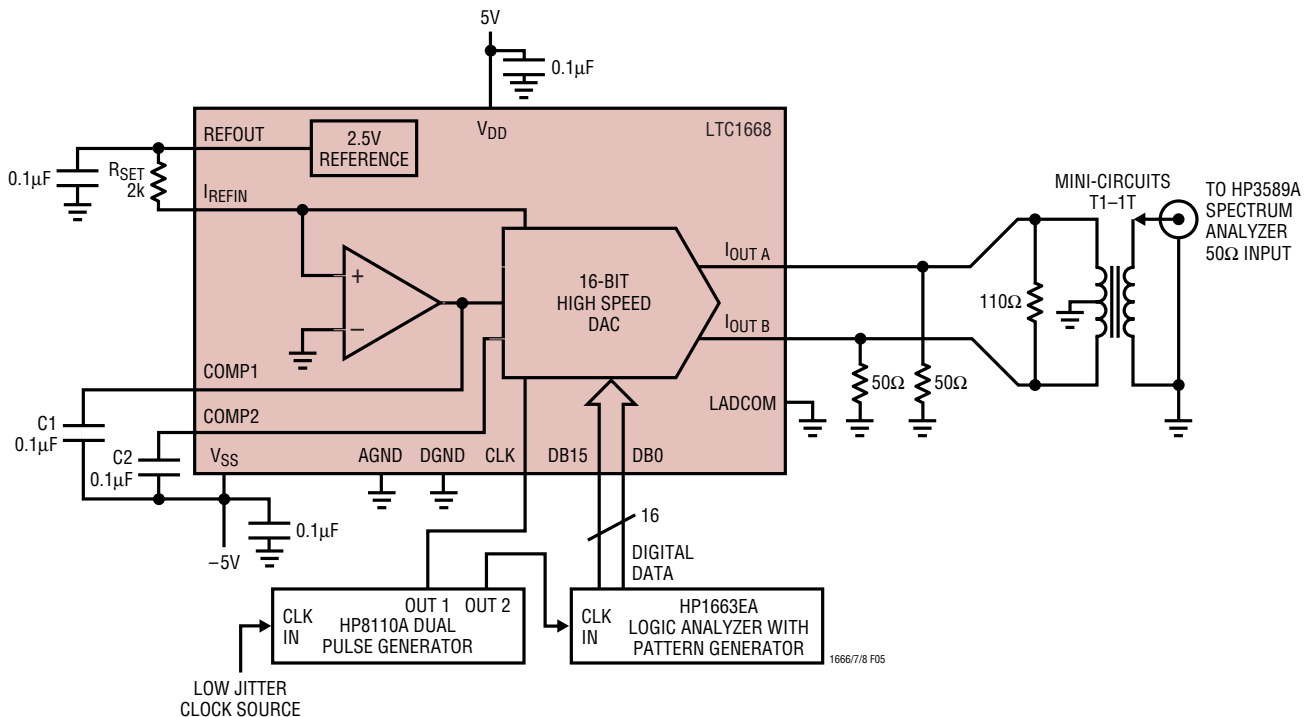 5V
0.1µF
LTC1668
VDD
REFOUT
2.5V
REFERENCE
0.1µF
RSET
2k
IREFIN
MINI-CIRCUITS
T1–1T
TO HP3589A
SPECTRUM
ANALYZER
50Ω INPUT
+
–
16-BIT
HIGH SPEED
DAC
IOUT A
IOUT B
110Ω
50Ω
50Ω
LADCOM
COMP1
COMP2
C1
0.1µF
C2
0.1µF
VSS
AGND
DGND
CLK
DB15
DB0
0.1µF
–5V
16
DIGITAL
DATA
OUT 1
OUT 2
CLK
IN
HP8110A DUAL
PULSE GENERATOR
CLK
IN
HP1663EA
LOGIC ANALYZER WITH
PATTERN GENERATOR
1666/7/8 F05
LOW JITTER
CLOCK SOURCE